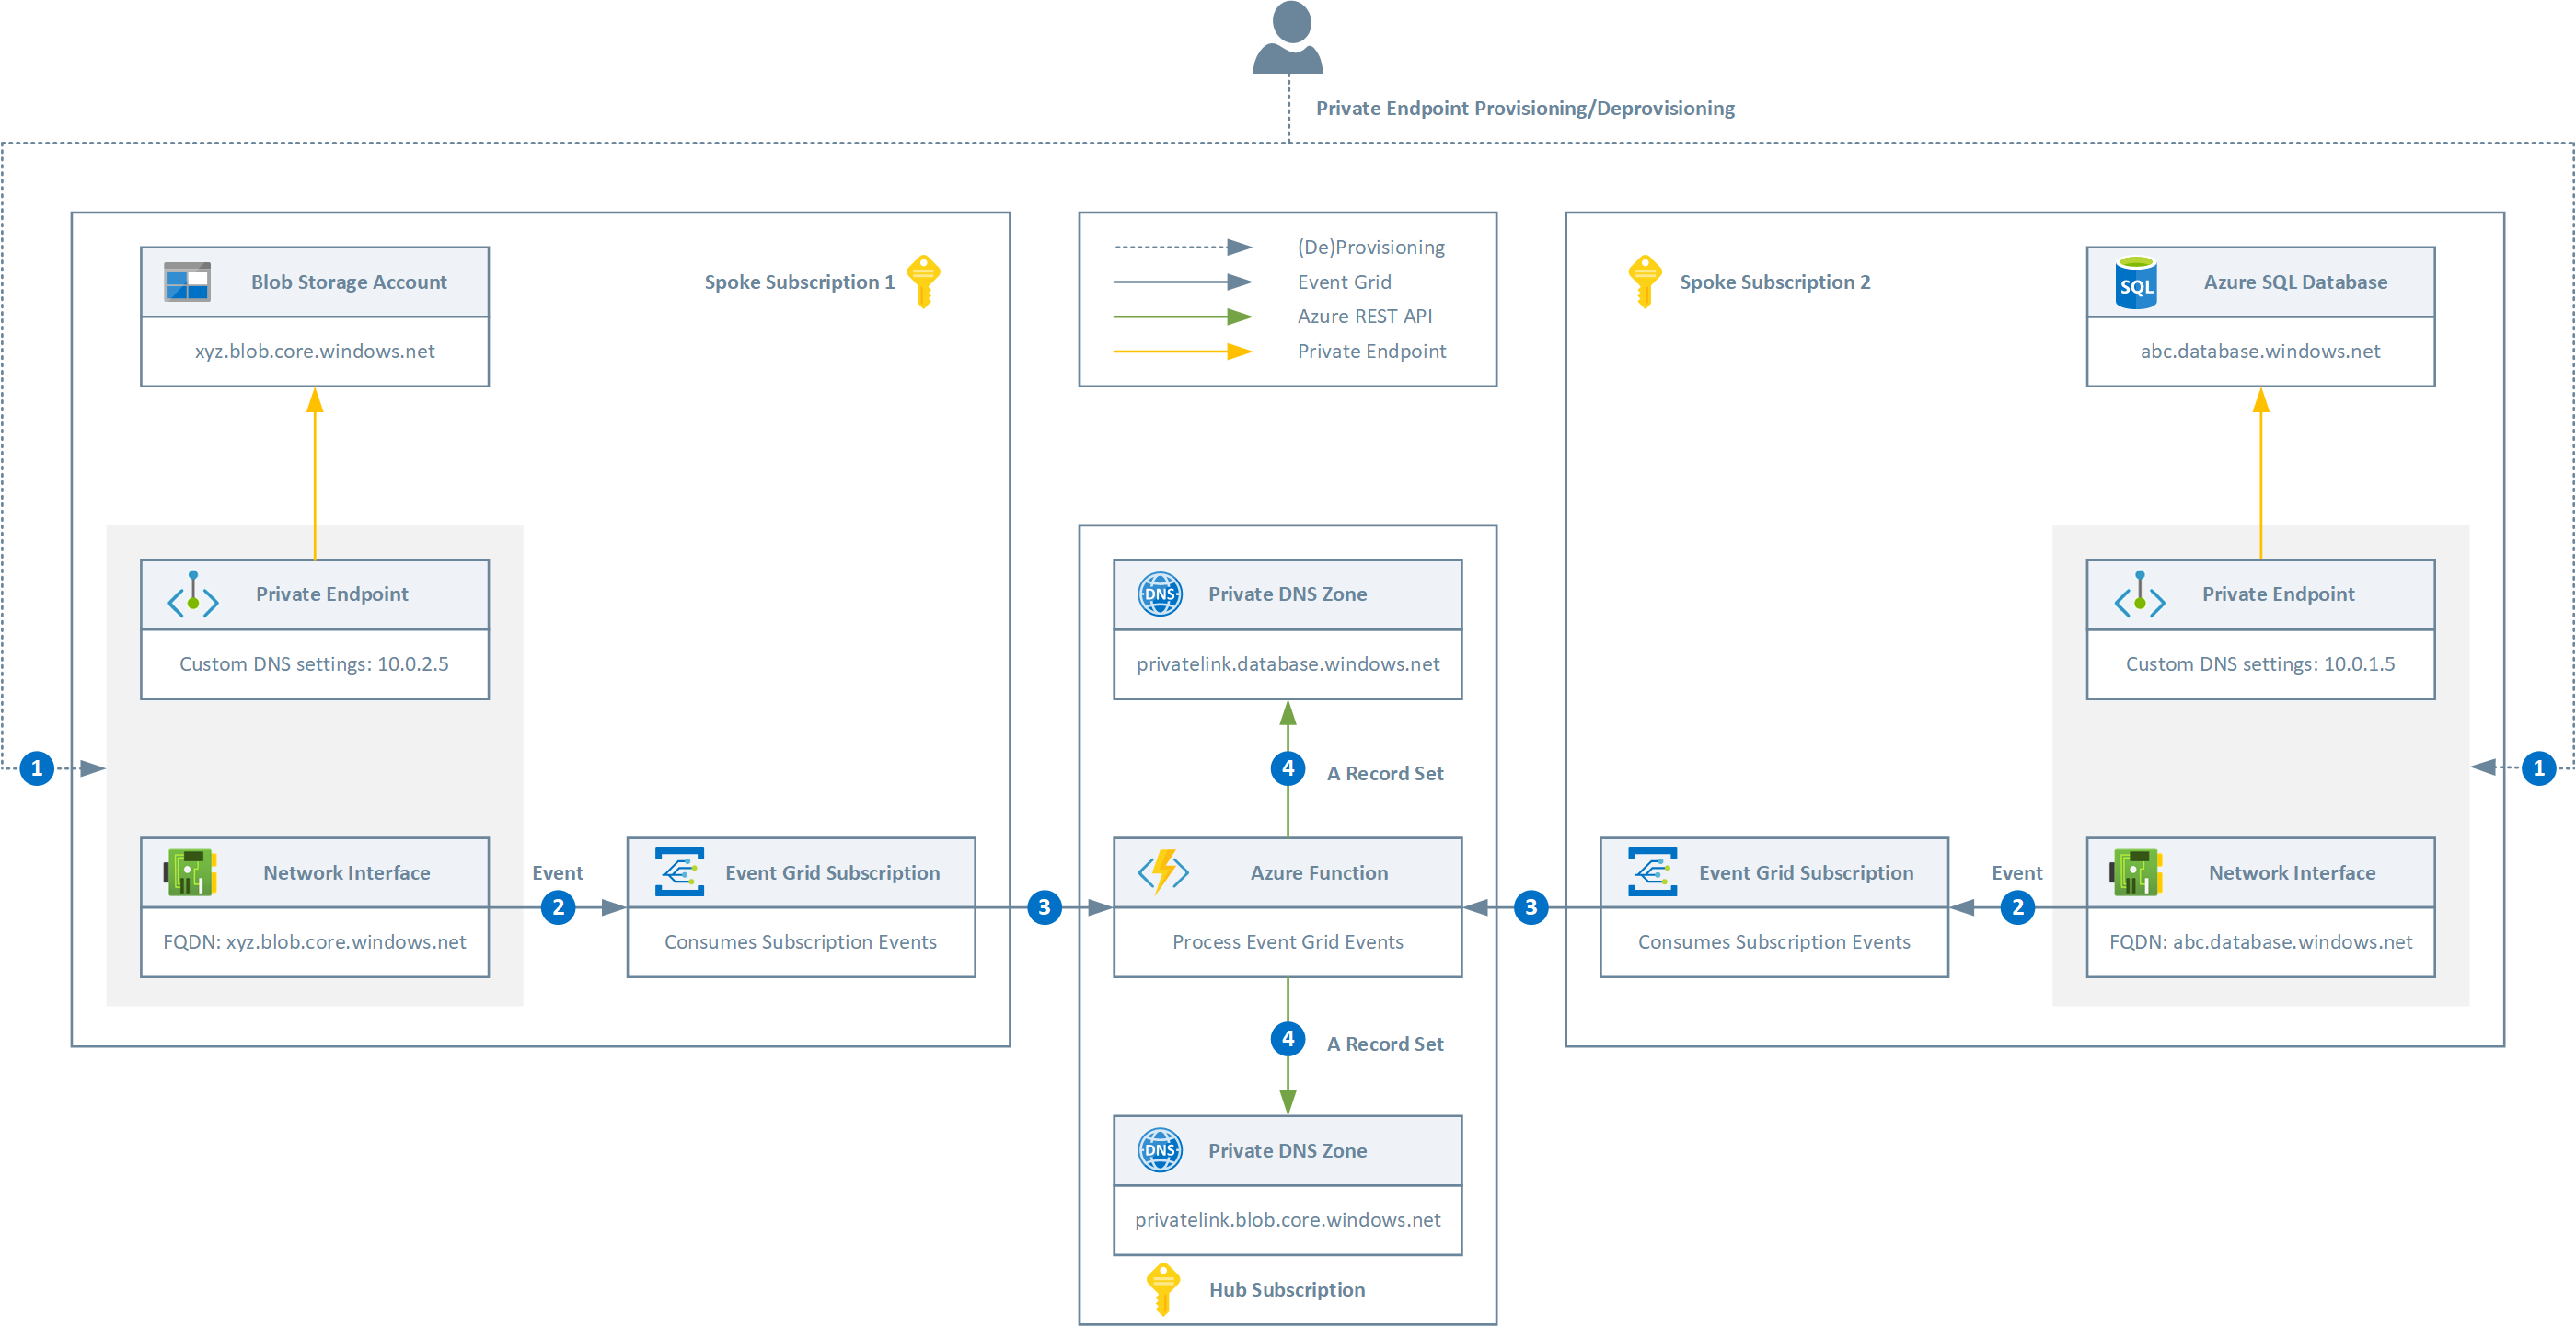 Private Endpoint Provisioning/Deprovisioning
Blob Storage Account
xyz.blob.core.windows.net
Spoke Subscription 1
(De)Provisioning
Event Grid
Azure REST API
Private Endpoint
Spoke Subscription 2
SQL
Azure SQL Database
abc.database.windows.net
Private Endpoint
Custom DNS settings: 10.0.2.5
DNS
Private DNS Zone
privatelink.database.windows.net
Private Endpoint
Custom DNS settings: 10.0.1.5
1
4
A Record Set
1
Network Interface
FQDN: xyz.blob.core.windows.net
Event
2
Event Grid Subscription
Consumes Subscription Events
3
Azure Function
Process Event Grid Events
3
Event Grid Subscription
Consumes Subscription Events
Event
2
Network Interface
FQDN: abc.database.windows.net
4
A Record Set
DNS
Private DNS Zone
privatelink.blob.core.windows.net
Hub Subscription